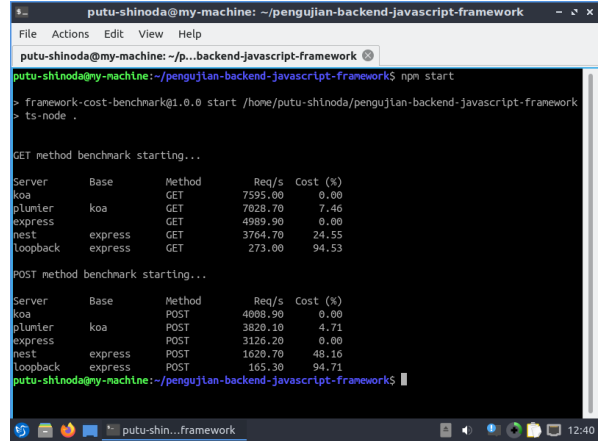 putu-shinoda@my-machine: ~/pengujian-backend-javascript-framework
File Actions Edit View Help
putu-shinoda@my-machine: ~/p...backend-javascript-framework
putu-shinoda@my-machine:~/pengujian-backend-javascript-framework$ npm start
> framework-cost-benchmark@1.0.0 start /home/putu-shinoda/pengujian-backend-javascript-framework
> ts-node .
GET method benchmark starting...
Server Base Method Req/s Cost (%)
koa GET 7595.00 0.00
plumier koa GET 7028.70 7.46
express GET 4989.90 0.00
nest express GET 3764.70 24.55
loopback express GET 273.00 94.53
POST method benchmark starting...
Server Base Method Req/s Cost (%)
koa POST 4008.90 0.00
plumier koa POST 3820.10 4.71
express POST 3126.20 0.00
nest express POST 1620.70 48.16
loopback express POST 165.30 94.71
putu-shinoda@my-machine:~/pengujian-backend-javascript-framework$
putu-shin...framework
12:40